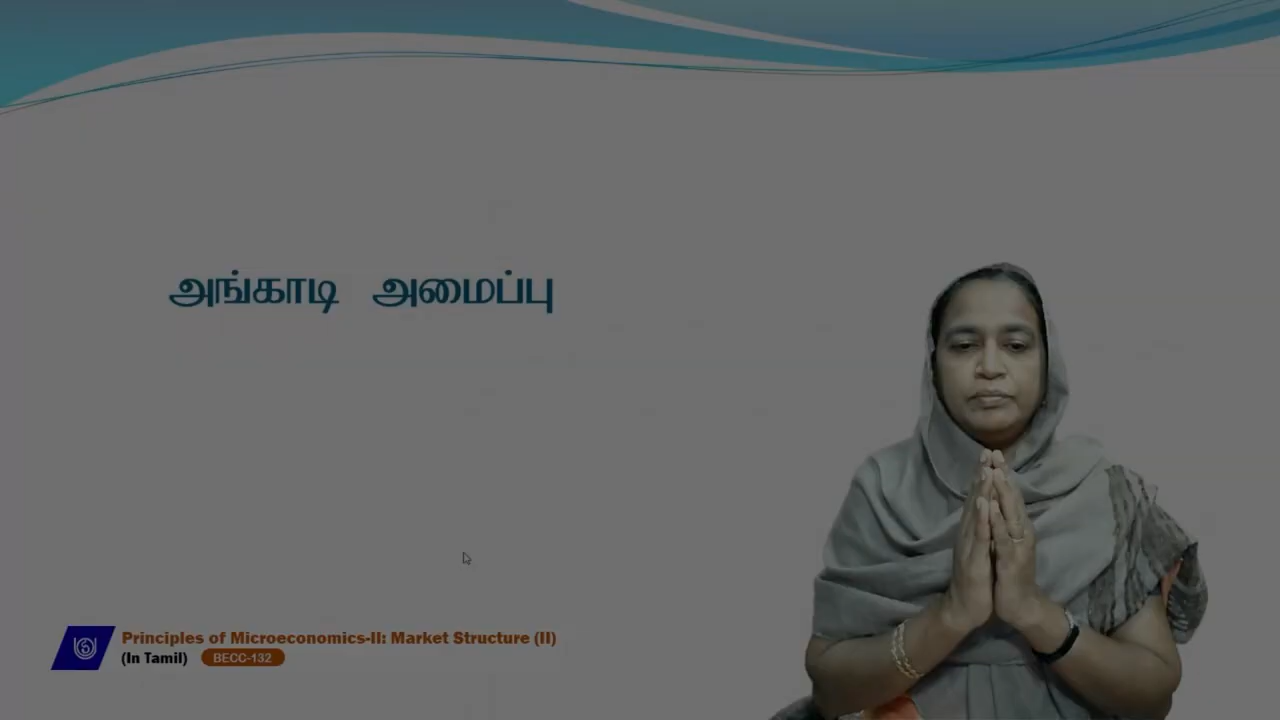 அங்காடி அமைப்பு
Principles of Microeconomics-II: Market Structure (II)
(In Tamil) BECC-132